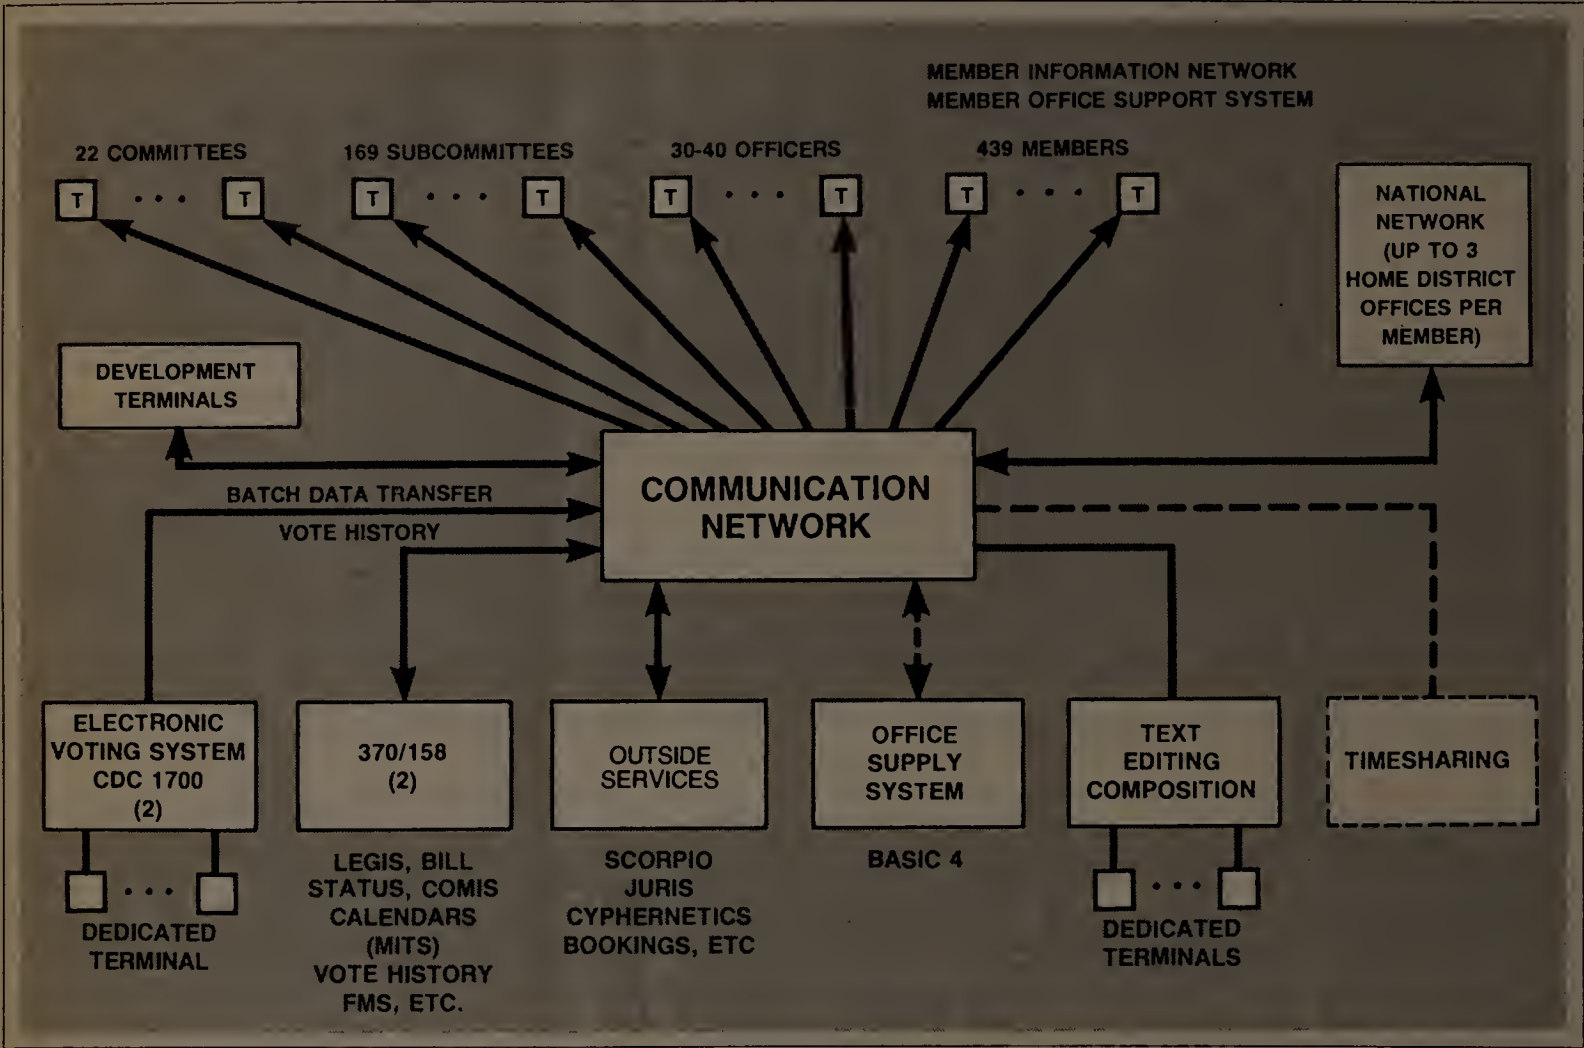 MEMBER INFORMATION NETWORK
MEMBER OFFICE SUPPORT SYSTEM
22 COMMITTEES
169 SUBCOMMITTEES
30-40 OFFICERS
439 MEMBERS
T . . . T
T . . . T
T . . . T
T . . . T
NATIONAL
NETWORK
(UP TO 3
HOME DISTRICT
OFFICES PER
MEMBER)
DEVELOPMENT
TERMINALS
COMMUNICATION
NETWORK
BATCH DATA TRANSFER
VOTE HISTORY
ELECTRONIC
VOTING SYSTEM
CDC 1700
(2)
. . .
DEDICATED
TERMINAL
370/158
(2)
LEGIS, BILL
STATUS, COMIS
CALENDARS
(MITS)
VOTE HISTORY
FMS, ETC.
OUTSIDE
SERVICES
SCORPIO
JURIS
CYPHERNETICS
BOOKINGS, ETC
OFFICE
SUPPLY
SYSTEM
BASIC 4
TEXT
EDITING
COMPOSITION
. . .
DEDICATED
TERMINALS
TIMESHARING